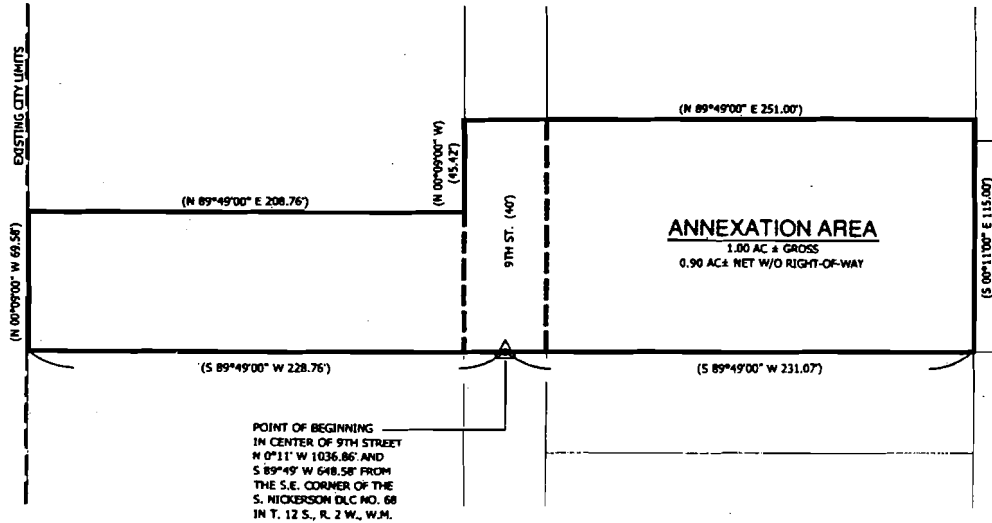 EXISTING CITY LIMITS
(N 89°49'00" E 251.00')
(N 00°09'00" W)
(45.42')
(N 89°49'00" E 208.76')
9TH ST. (40')
ANNEXATION AREA
1.00 AC ± GROSS
0.90 AC± NET W/O RIGHT-OF-WAY
(S 00°11'00" E 115.00')
(N 00°09'00" W 69.58')
(S 89°49'00" W 228.76')
(S 89°49'00" W 231.07')
POINT OF BEGINNING
IN CENTER OF 9TH STREET
N 0°11' W 1036.86' AND
S 89°49' W 648.58' FROM
THE S.E. CORNER OF THE
S. NICKERSON DLC NO. 68
IN T. 12 S., R. 2 W., W.M.